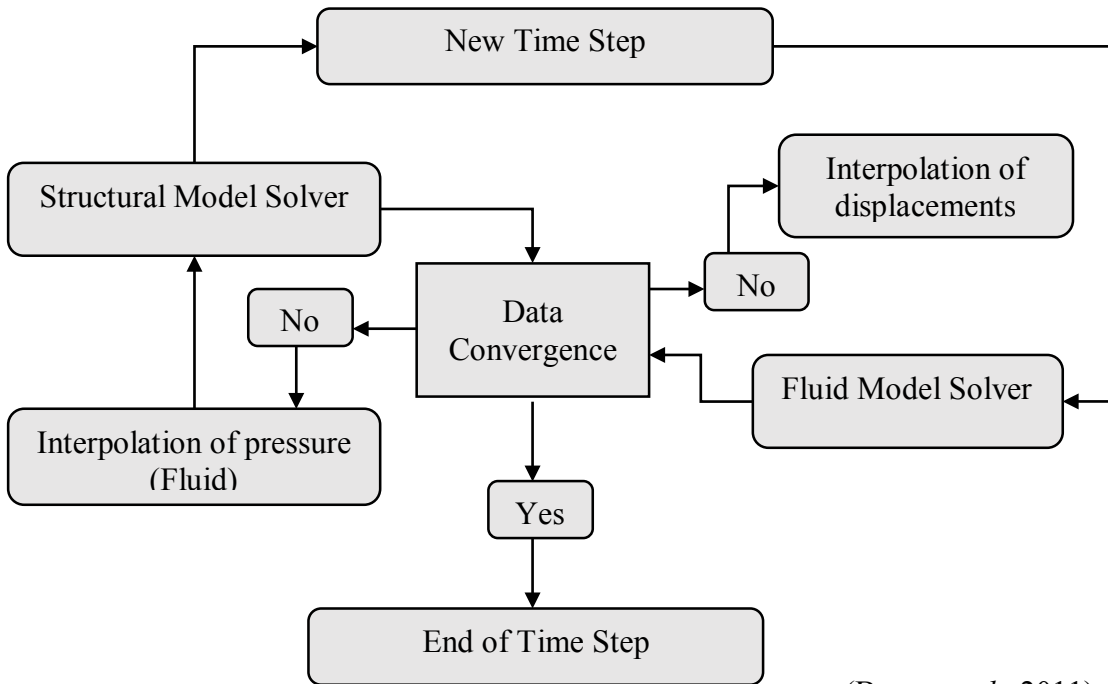 New Time Step
Interpolation of
displacements
Structural Model Solver
No
No
Data
Convergence
Fluid Model Solver
Interpolation of pressure
(Fluid)
Yes
End of Time Step
2011)